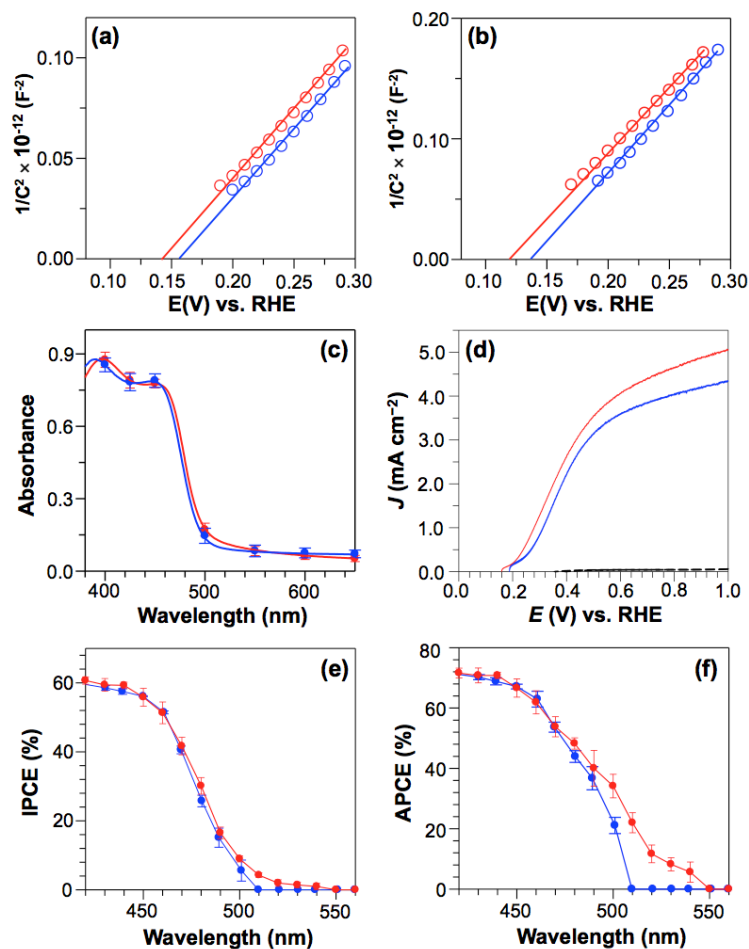 (a)
1/C² × 10⁻¹² (F⁻²)
0.10
0.05
0.00
0.10 0.15 0.20 0.25 0.30
E(V) vs. RHE
(b)
1/C² × 10⁻¹² (F⁻²)
0.20
0.10
0.00
0.10 0.15 0.20 0.25 0.30
E(V) vs. RHE
(c)
Absorbance
0.9
0.6
0.3
0.0
400 500 600
Wavelength (nm)
(d)
J (mA cm⁻²)
5.0
4.0
3.0
2.0
1.0
0.0
0.0 0.2 0.4 0.6 0.8 1.0
E (V) vs. RHE
(e)
IPCE (%)
60
40
20
0
450 500 550
Wavelength (nm)
(f)
APCE (%)
80
60
40
20
0
450 500 550
Wavelength (nm)